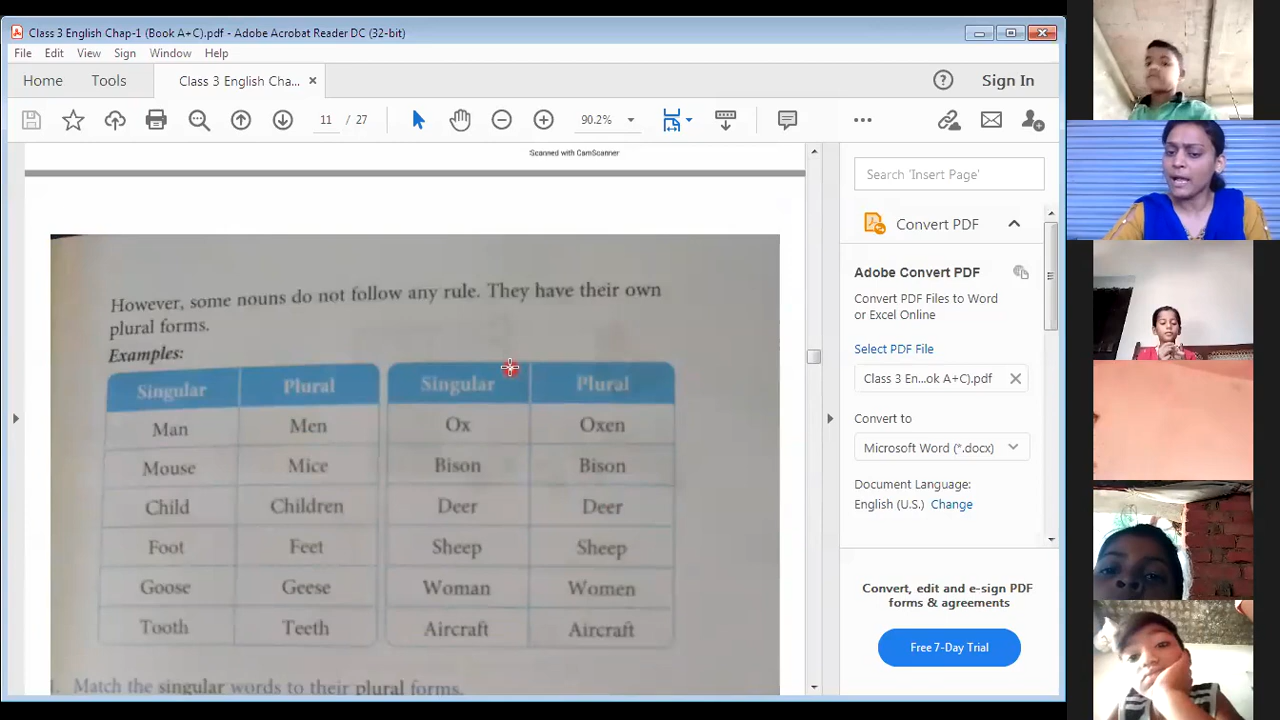 Class 3 English Chap-1 (Book A+C).pdf - Adobe Acrobat Reader DC (32-bit)
File Edit View Sign Window Help
Home Tools Class 3 English Cha... × Sign In
11 / 27 90.2%
Scanned with CamScanner
However, some nouns do not follow any rule. They have their own
plural forms.
Examples:
Singular Plural Singular Plural
Man Men Ox Oxen
Mouse Mice Bison Bison
Child Children Deer Deer
Foot Feet Sheep Sheep
Goose Geese Woman Women
Tooth Teeth Aircraft Aircraft
I. Match the singular words to their plural forms.
Search 'Insert Page'
Convert PDF
Adobe Convert PDF
Convert PDF Files to Word
or Excel Online
Select PDF File
Class 3 En...ok A+C).pdf
Convert to
Microsoft Word (*.docx)
Document Language:
English (U.S.) Change
Convert, edit and e-sign PDF
forms & agreements
Free 7-Day Trial